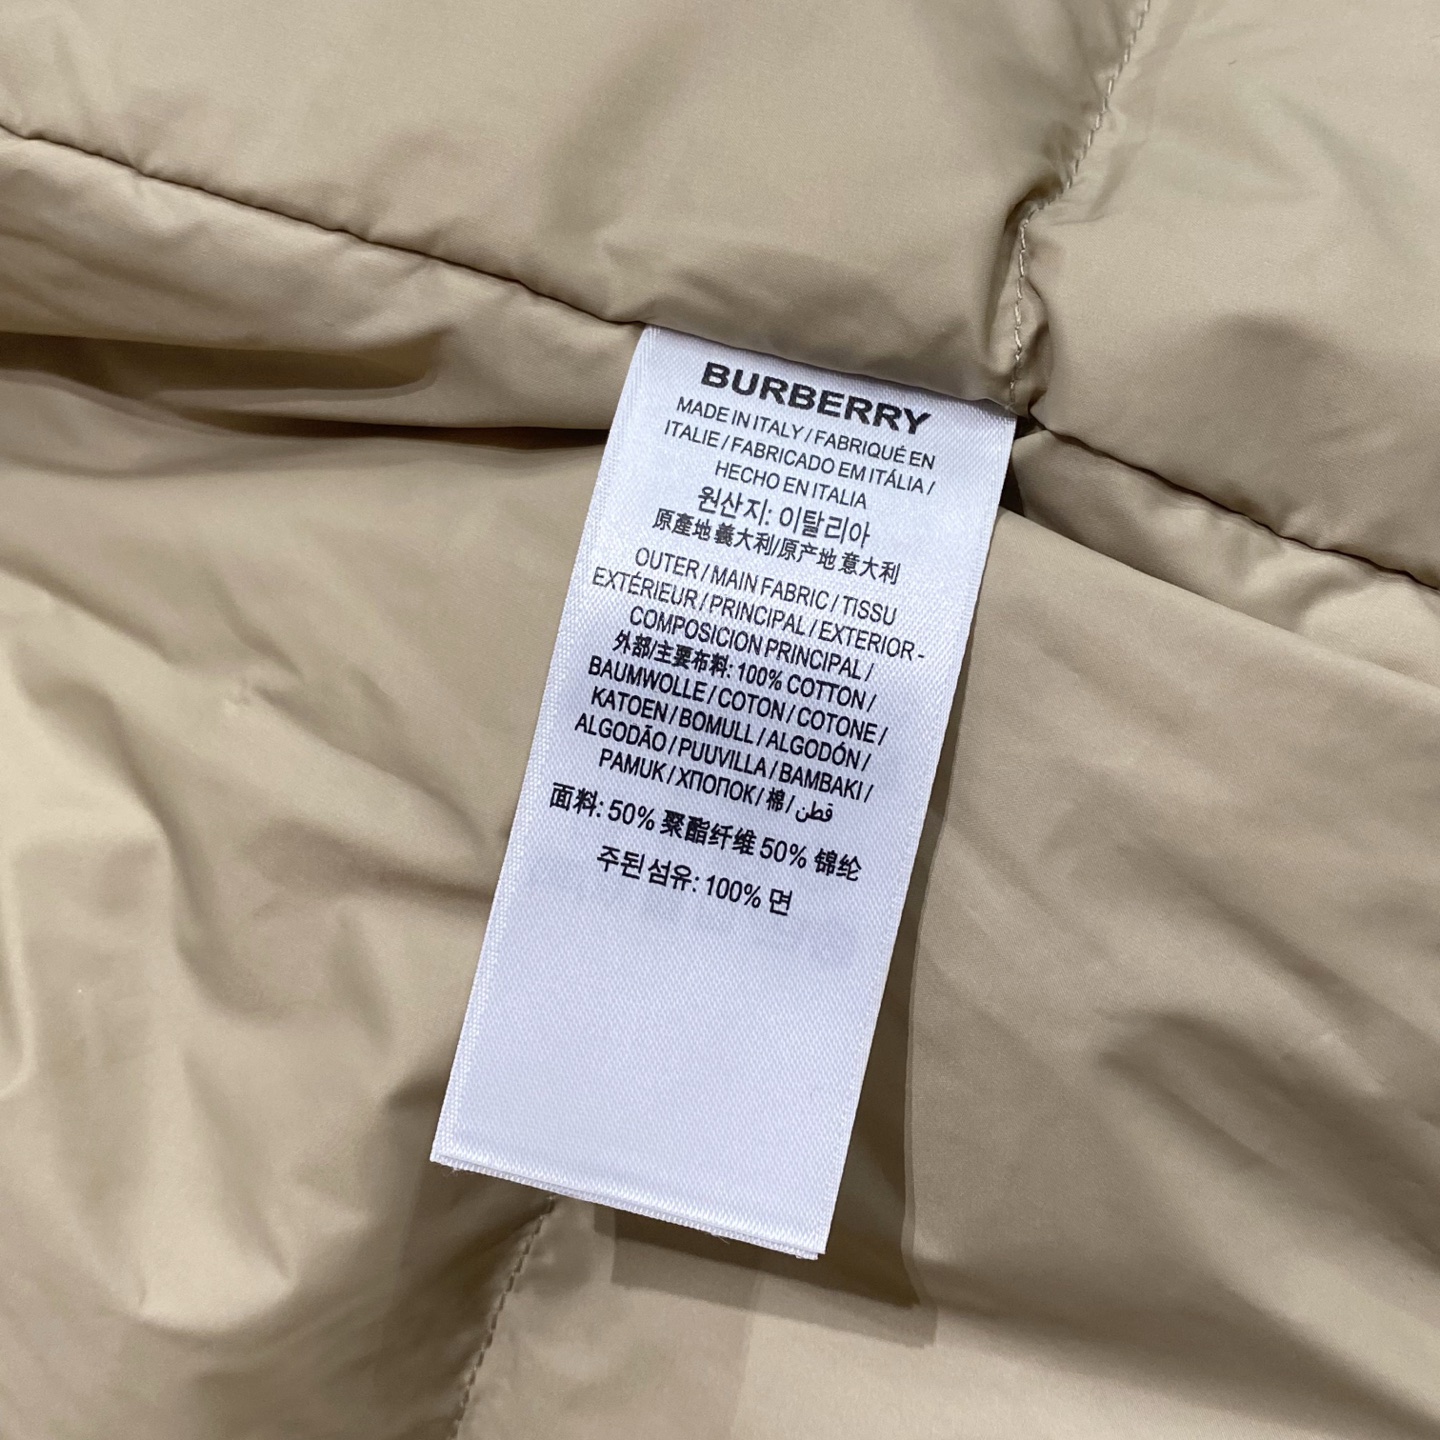 BURBERRY
MADE IN ITALY / FABRIQUÉ EN
ITALIE / FABRICADO EM ITÁLIA /
HECHO EN ITALIA
원산지: 이탈리아
原產地 義大利/原产地 意大利
OUTER / MAIN FABRIC / TISSU
EXTÉRIEUR / PRINCIPAL / EXTERIOR -
COMPOSICION PRINCIPAL /
外部/主要布料: 100% COTTON /
BAUMWOLLE / COTON / COTONE /
KATOEN / BOMULL / ALGODÓN /
ALGODÃO / PUUVILLA / BAMBAKI /
PAMUK / ХПОПОК / 棉 / قطن
面料: 50% 聚酯纤维 50% 锦纶
주된 섬유: 100% 면